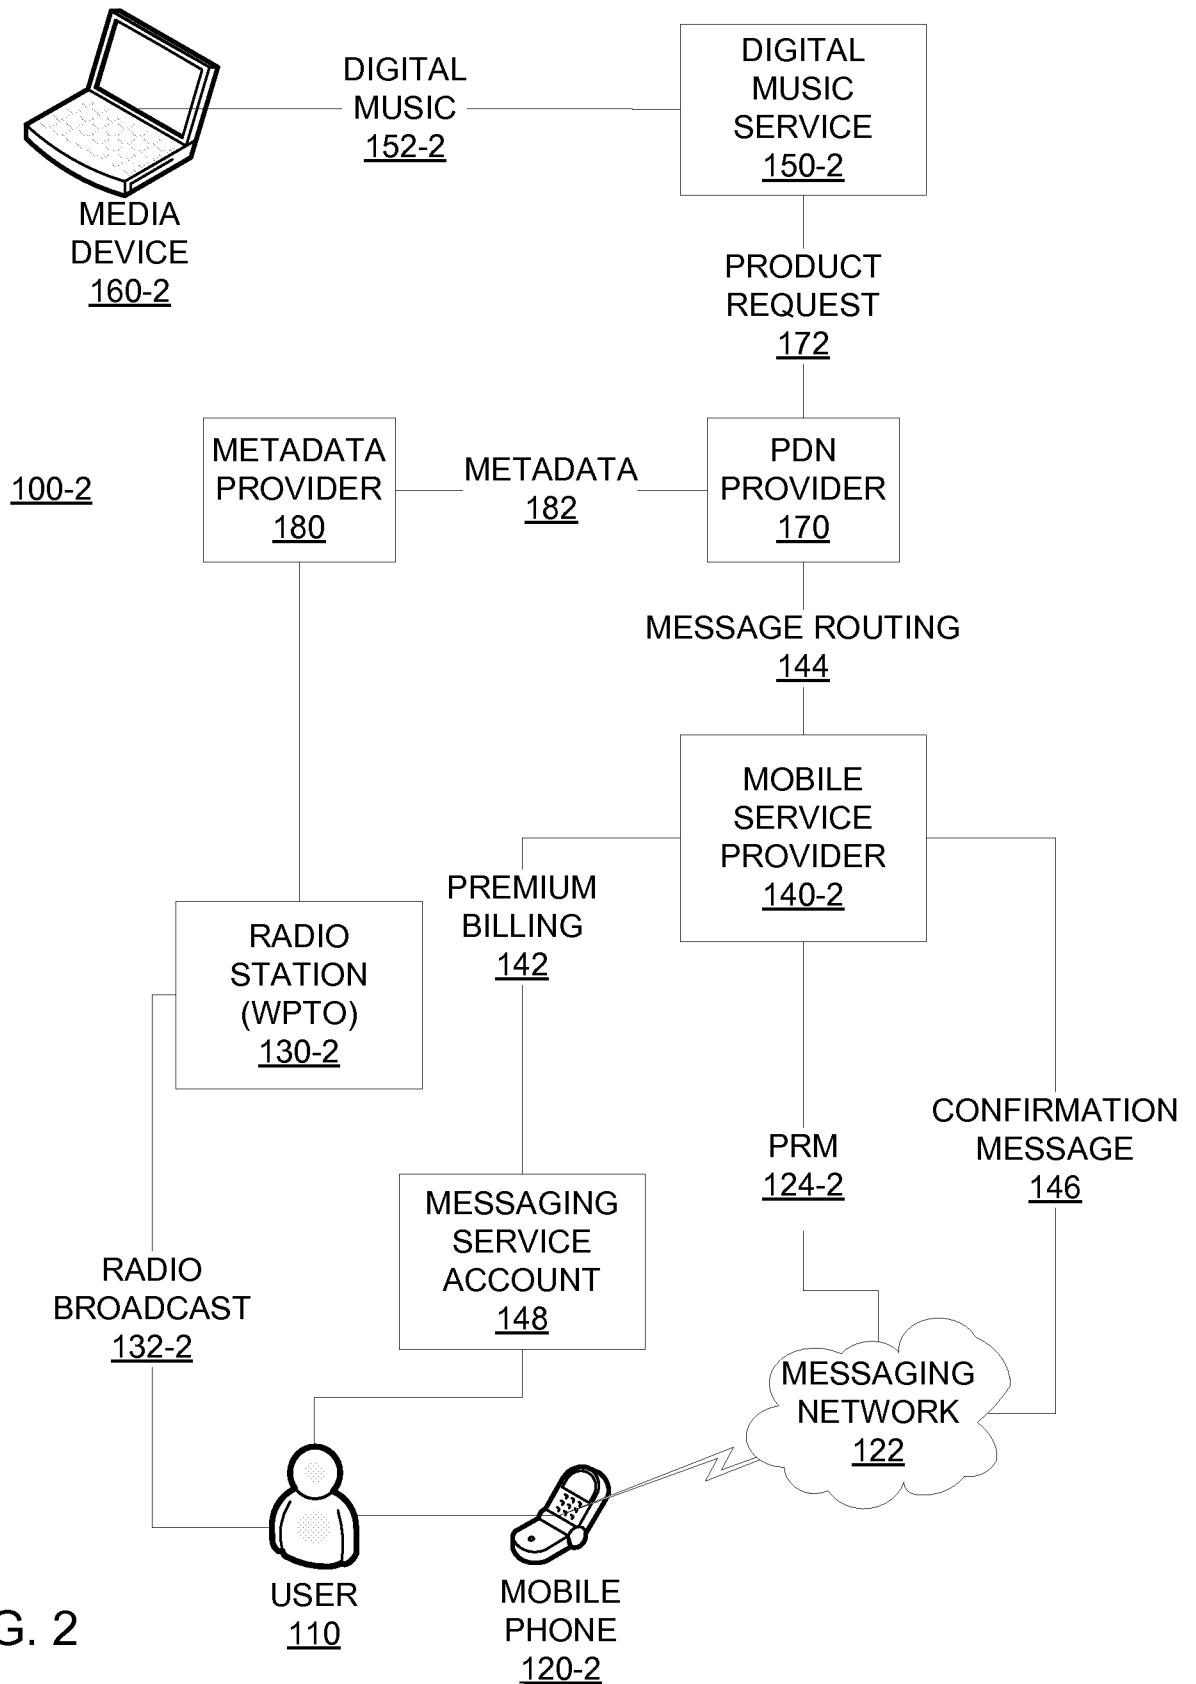 DIGITAL
MUSIC
152-2
DIGITAL
MUSIC
SERVICE
150-2
MEDIA
DEVICE
160-2
PRODUCT
REQUEST
172
100-2
METADATA
PROVIDER
180
METADATA
182
PDN
PROVIDER
170
MESSAGE ROUTING
144
MOBILE
SERVICE
PROVIDER
140-2
PREMIUM
BILLING
142
RADIO
STATION
(WPTO)
130-2
PRM
124-2
CONFIRMATION
MESSAGE
146
MESSAGING
SERVICE
ACCOUNT
148
RADIO
BROADCAST
132-2
MESSAGING
NETWORK
122
USER
110
MOBILE
PHONE
120-2
G. 2